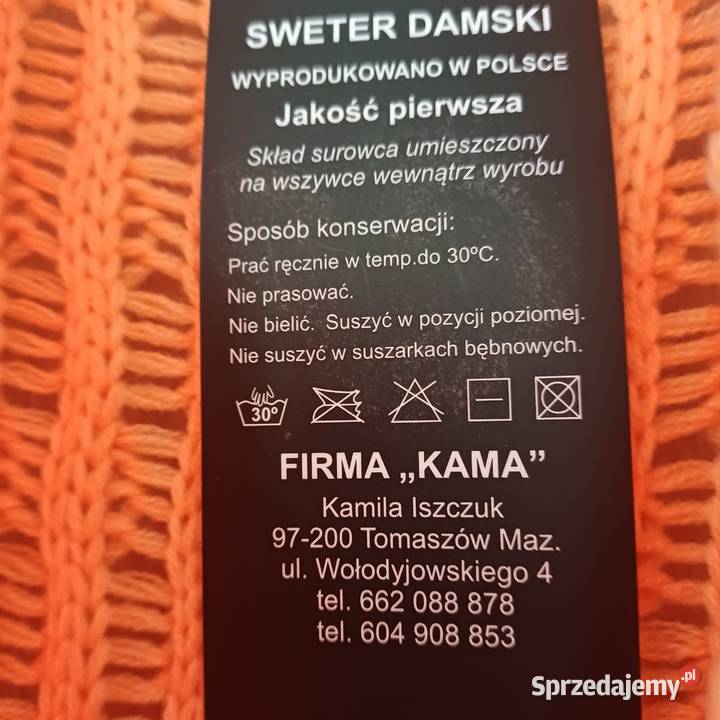 SWETER DAMSKI
WYPRODUKOWANO W POLSCE
Jakość pierwsza
Skład surowca umieszczony
na wszywce wewnątrz wyrobu
Sposób konserwacji:
Prać ręcznie w temp.do 30ºC.
Nie prasować.
Nie bielić. Suszyć w pozycji poziomej.
Nie suszyć w suszarkach bębnowych.
30º
FIRMA „KAMA”
Kamila Iszczuk
97-200 Tomaszów Maz.
ul. Wołodyjowskiego 4
tel. 662 088 878
tel. 604 908 853
Sprzedajemy.pl